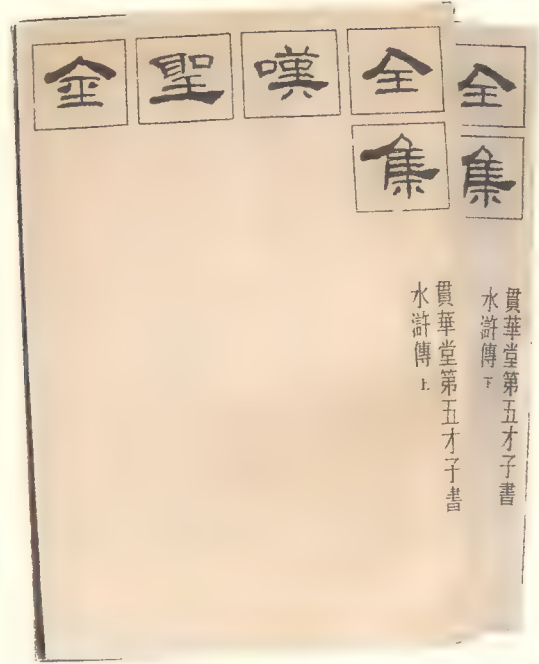 金聖嘆全
集
貫華堂第五才子書
水滸傳 上
全
集
貫華堂第五才子書
水滸傳 下